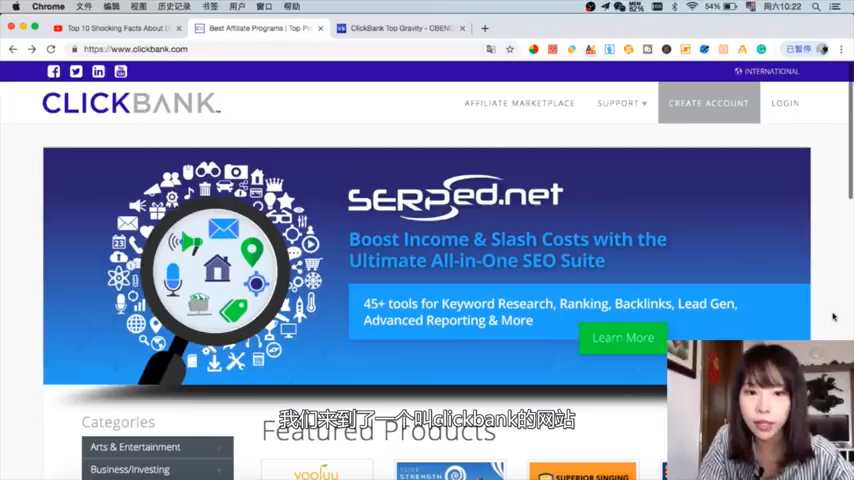 Chrome 文件 编辑 视图 历史记录 书签 用户 窗口 帮助
54% 周六10:22
Top 10 Shocking Facts About C
Best Affiliate Programs | Top Pr
ClickBank Top Gravity - CBENG
https://www.clickbank.com
已暂停
INTERNATIONAL
CLICKBANK
AFFILIATE MARKETPLACE
SUPPORT
CREATE ACCOUNT
LOGIN
SERPed.net
Boost Income & Slash Costs with the
Ultimate All-in-One SEO Suite
45+ tools for Keyword Research, Ranking, Backlinks, Lead Gen,
Advanced Reporting & More
Learn More
我们来到了一个叫clickbank的网站
Categories
Featured Products
Arts & Entertainment
Business/Investing
yooluu
STRENGTH
SUPERIOR SINGING